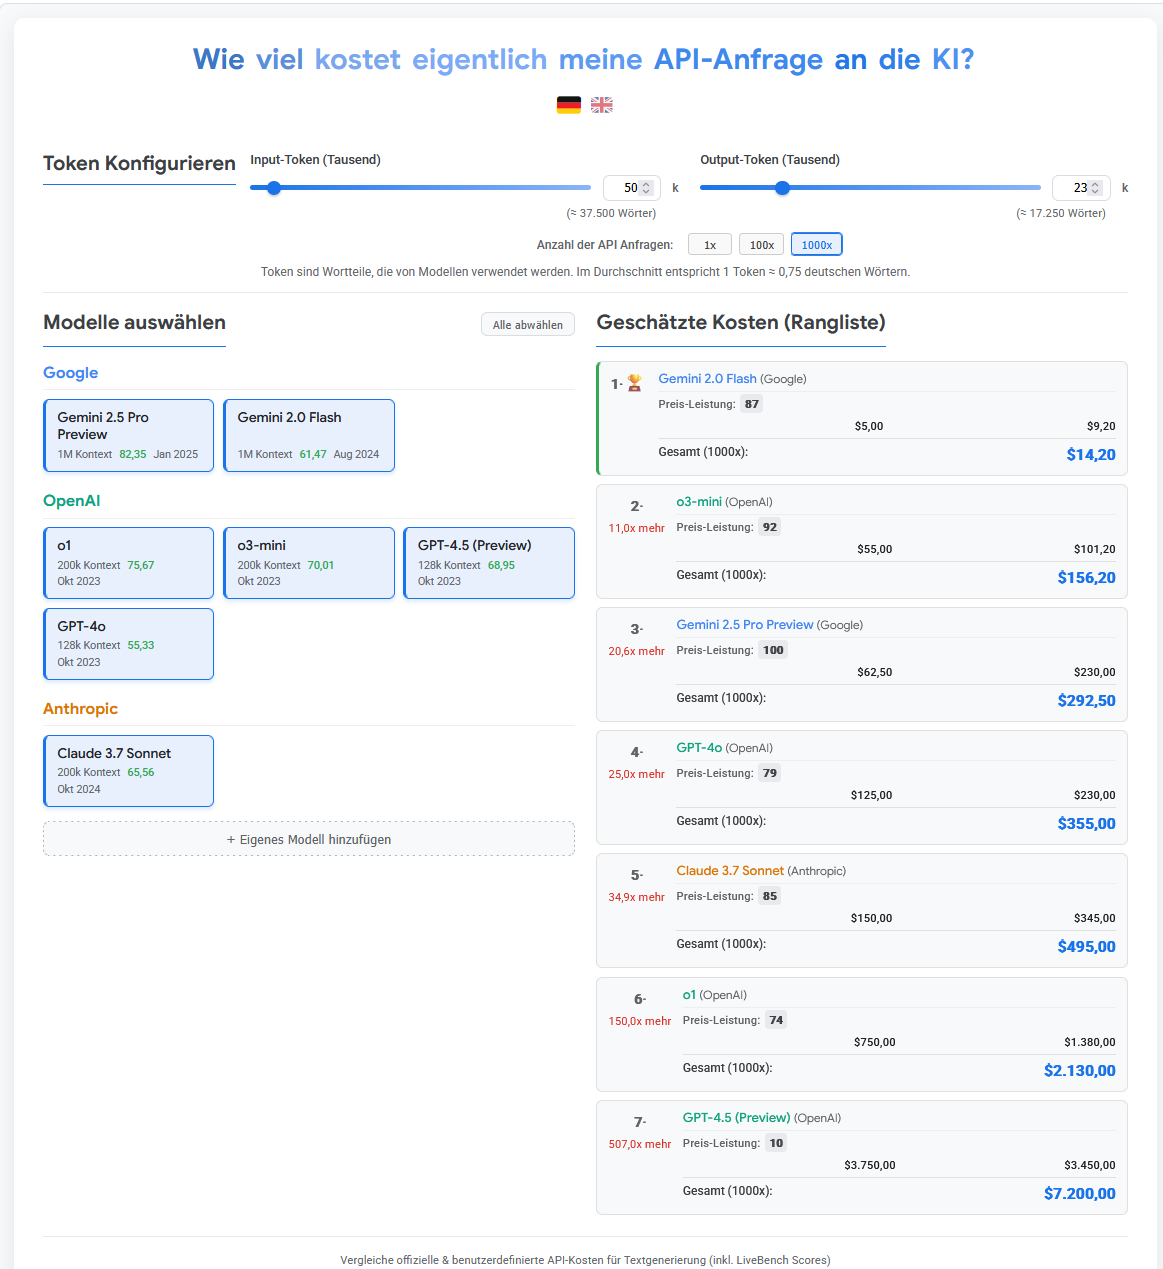 Wie viel kostet eigentlich meine API-Anfrage an die KI?
Token Konfigurieren
Input-Token (Tausend)
50 k
(≈ 37.500 Wörter)
Output-Token (Tausend)
23 k
(≈ 17.250 Wörter)
Anzahl der API Anfragen: 1x 100x 1000x
Token sind Wortteile, die von Modellen verwendet werden. Im Durchschnitt entspricht 1 Token ≈ 0,75 deutschen Wörtern.
Modelle auswählen
Alle abwählen
Google
Gemini 2.5 Pro
Preview
1M Kontext 82,35 Jan 2025
Gemini 2.0 Flash
1M Kontext 61,47 Aug 2024
OpenAI
o1
200k Kontext 75,67
Okt 2023
o3-mini
200k Kontext 70,01
Okt 2023
GPT-4.5 (Preview)
128k Kontext 68,95
Okt 2023
GPT-4o
128k Kontext 55,33
Okt 2023
Anthropic
Claude 3.7 Sonnet
200k Kontext 65,56
Okt 2024
+ Eigenes Modell hinzufügen
Geschätzte Kosten (Rangliste)
1. 🏆 Gemini 2.0 Flash (Google)
Preis-Leistung: 87
$5,00 $9,20
Gesamt (1000x): $14,20
2. o3-mini (OpenAI)
11,0x mehr Preis-Leistung: 92
$55,00 $101,20
Gesamt (1000x): $156,20
3. Gemini 2.5 Pro Preview (Google)
20,6x mehr Preis-Leistung: 100
$62,50 $230,00
Gesamt (1000x): $292,50
4. GPT-4o (OpenAI)
25,0x mehr Preis-Leistung: 79
$125,00 $230,00
Gesamt (1000x): $355,00
5. Claude 3.7 Sonnet (Anthropic)
34,9x mehr Preis-Leistung: 85
$150,00 $345,00
Gesamt (1000x): $495,00
6. o1 (OpenAI)
150,0x mehr Preis-Leistung: 74
$750,00 $1.380,00
Gesamt (1000x): $2.130,00
7. GPT-4.5 (Preview) (OpenAI)
507,0x mehr Preis-Leistung: 10
$3.750,00 $3.450,00
Gesamt (1000x): $7.200,00
Vergleiche offizielle & benutzerdefinierte API-Kosten für Textgenerierung (inkl. LiveBench Scores)